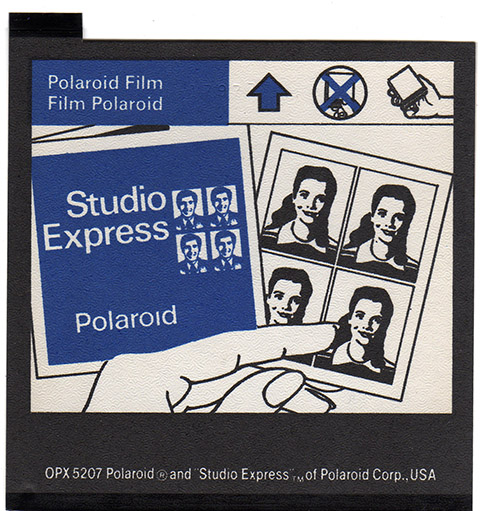 Polaroid Film
Film Polaroid
Studio
Express
Polaroid
OPX 5207 Polaroid ® and "Studio Express"™ of Polaroid Corp., USA